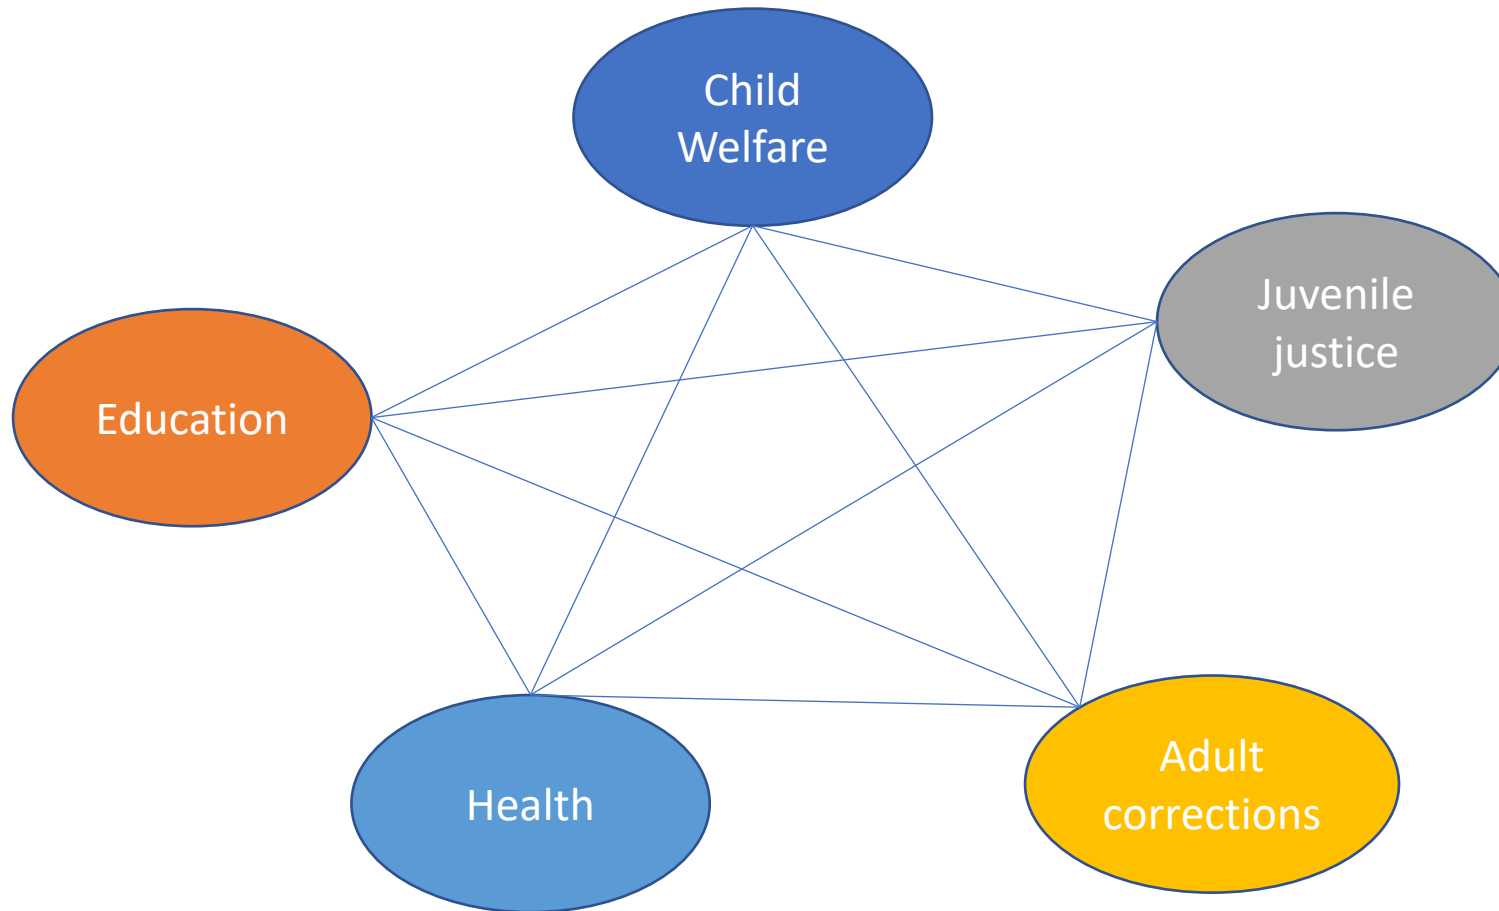 Child
Welfare
Juvenile
justice
Education
Health
Adult
corrections